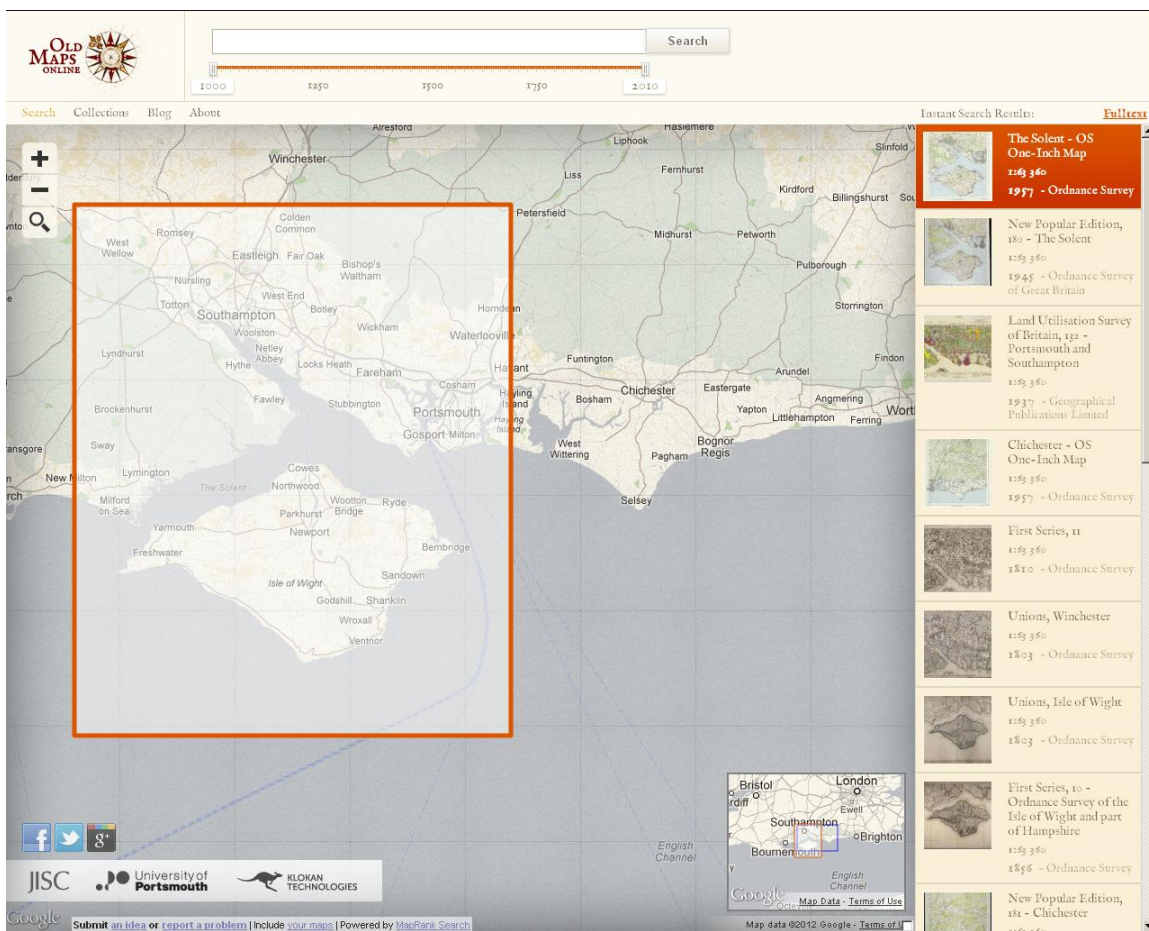 OLD
MAPS
ONLINE
Search
1000
1250
1500
1750
2010
Search Collections Blog About
Instant Search Results: Fulltext
Alresford
Haslemere
Liphook
Slinfold
Winchester
Liss
Fernhurst
Kirdford
Billingshurst
Petersfield
Colden
Common
Romsey
West
Wellow
Eastleigh Fair Oak
Bishop's
Waltham
Midhurst
Petworth
Pulborough
Nursling
Totton
West End
Botley
Horndean
Storrington
Southampton
Woolston
Wickham
Waterlooville
Netley
Abbey
Lyndhurst
Hythe
Locks Heath
Fareham
Havant
Funtington
Arundel
Findon
Cosham
Hayling
Island
Chichester
Eastergate
Bosham
Angmering
Brockenhurst
Fawley
Stubbington
Portsmouth
Hayling
Island
Yapton
Littlehampton
Ferring
Gosport Milton
Sway
West
Wittering
Pagham
Bognor
Regis
New Milton
Lymington
Cowes
Selsey
Milford
on Sea
The Solent
Northwood
Wootton
Bridge
Ryde
Parkhurst
Yarmouth
Newport
Freshwater
Bembridge
Isle of Wight
Sandown
Godshill
Shanklin
Wroxall
Ventnor
English
Channel
The Solent - OS
One-Inch Map
1:63 360
1957 - Ordnance Survey
New Popular Edition,
180 - The Solent
1:63 360
1945 - Ordnance Survey
of Great Britain
Land Utilisation Survey
of Britain, 132 -
Portsmouth and
Southampton
1:63 360
1937 - Geographical
Publications Limited
Chichester - OS
One-Inch Map
1:63 360
1957 - Ordnance Survey
First Series, 11
1:63 360
1810 - Ordnance Survey
Unions, Winchester
1:63 360
1803 - Ordnance Survey
Unions, Isle of Wight
1:63 360
1803 - Ordnance Survey
First Series, 10 -
Ordnance Survey of the
Isle of Wight and part
of Hampshire
1:63 360
1856 - Ordnance Survey
New Popular Edition,
181 - Chichester
1:63 360
Bristol
London
Ewell
Southampton
Brighton
Bournemouth
English
Channel
Google
Map Data - Terms of Use
JISC
University of
Portsmouth
KLOKAN
TECHNOLOGIES
Google
Submit an idea or report a problem | Include your maps | Powered by MapRank Search
Map data ©2012 Google - Terms of U